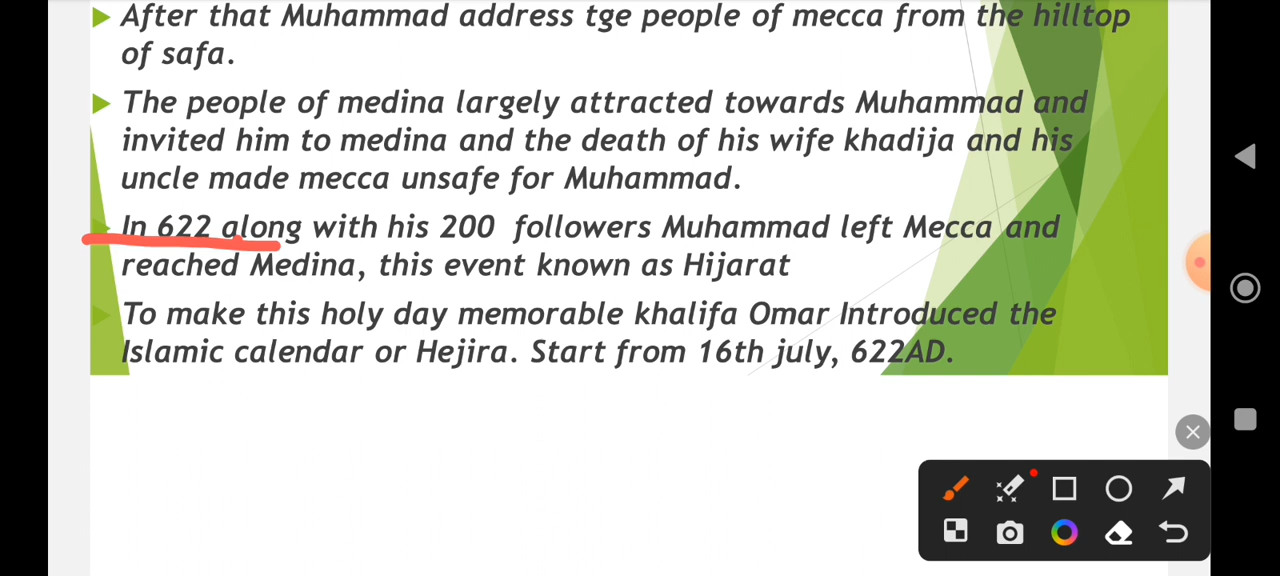 After that Muhammad address tge people of mecca from the hilltop
of safa.
The people of medina largely attracted towards Muhammad and
invited him to medina and the death of his wife khadija and his
uncle made mecca unsafe for Muhammad.
In 622 along with his 200 followers Muhammad left Mecca and
reached Medina, this event known as Hijarat
To make this holy day memorable khalifa Omar Introduced the
Islamic calendar or Hejira. Start from 16th july, 622AD.